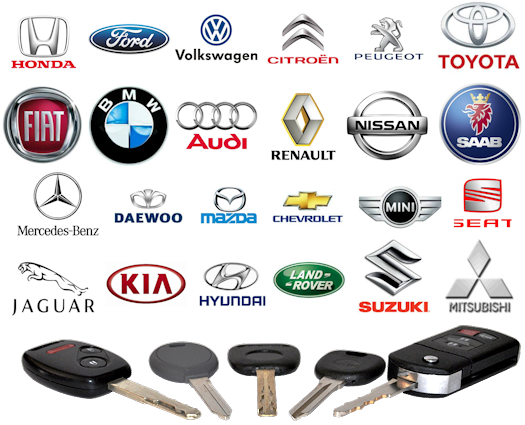 HONDA
Ford
Volkswagen
CITROËN
PEUGEOT
TOYOTA
FIAT
BMW
Audi
RENAULT
NISSAN
SAAB
Mercedes-Benz
DAEWOO
mazda
CHEVROLET
MINI
SEAT
JAGUAR
KIA
HYUNDAI
LAND
ROVER
SUZUKI
MITSUBISHI